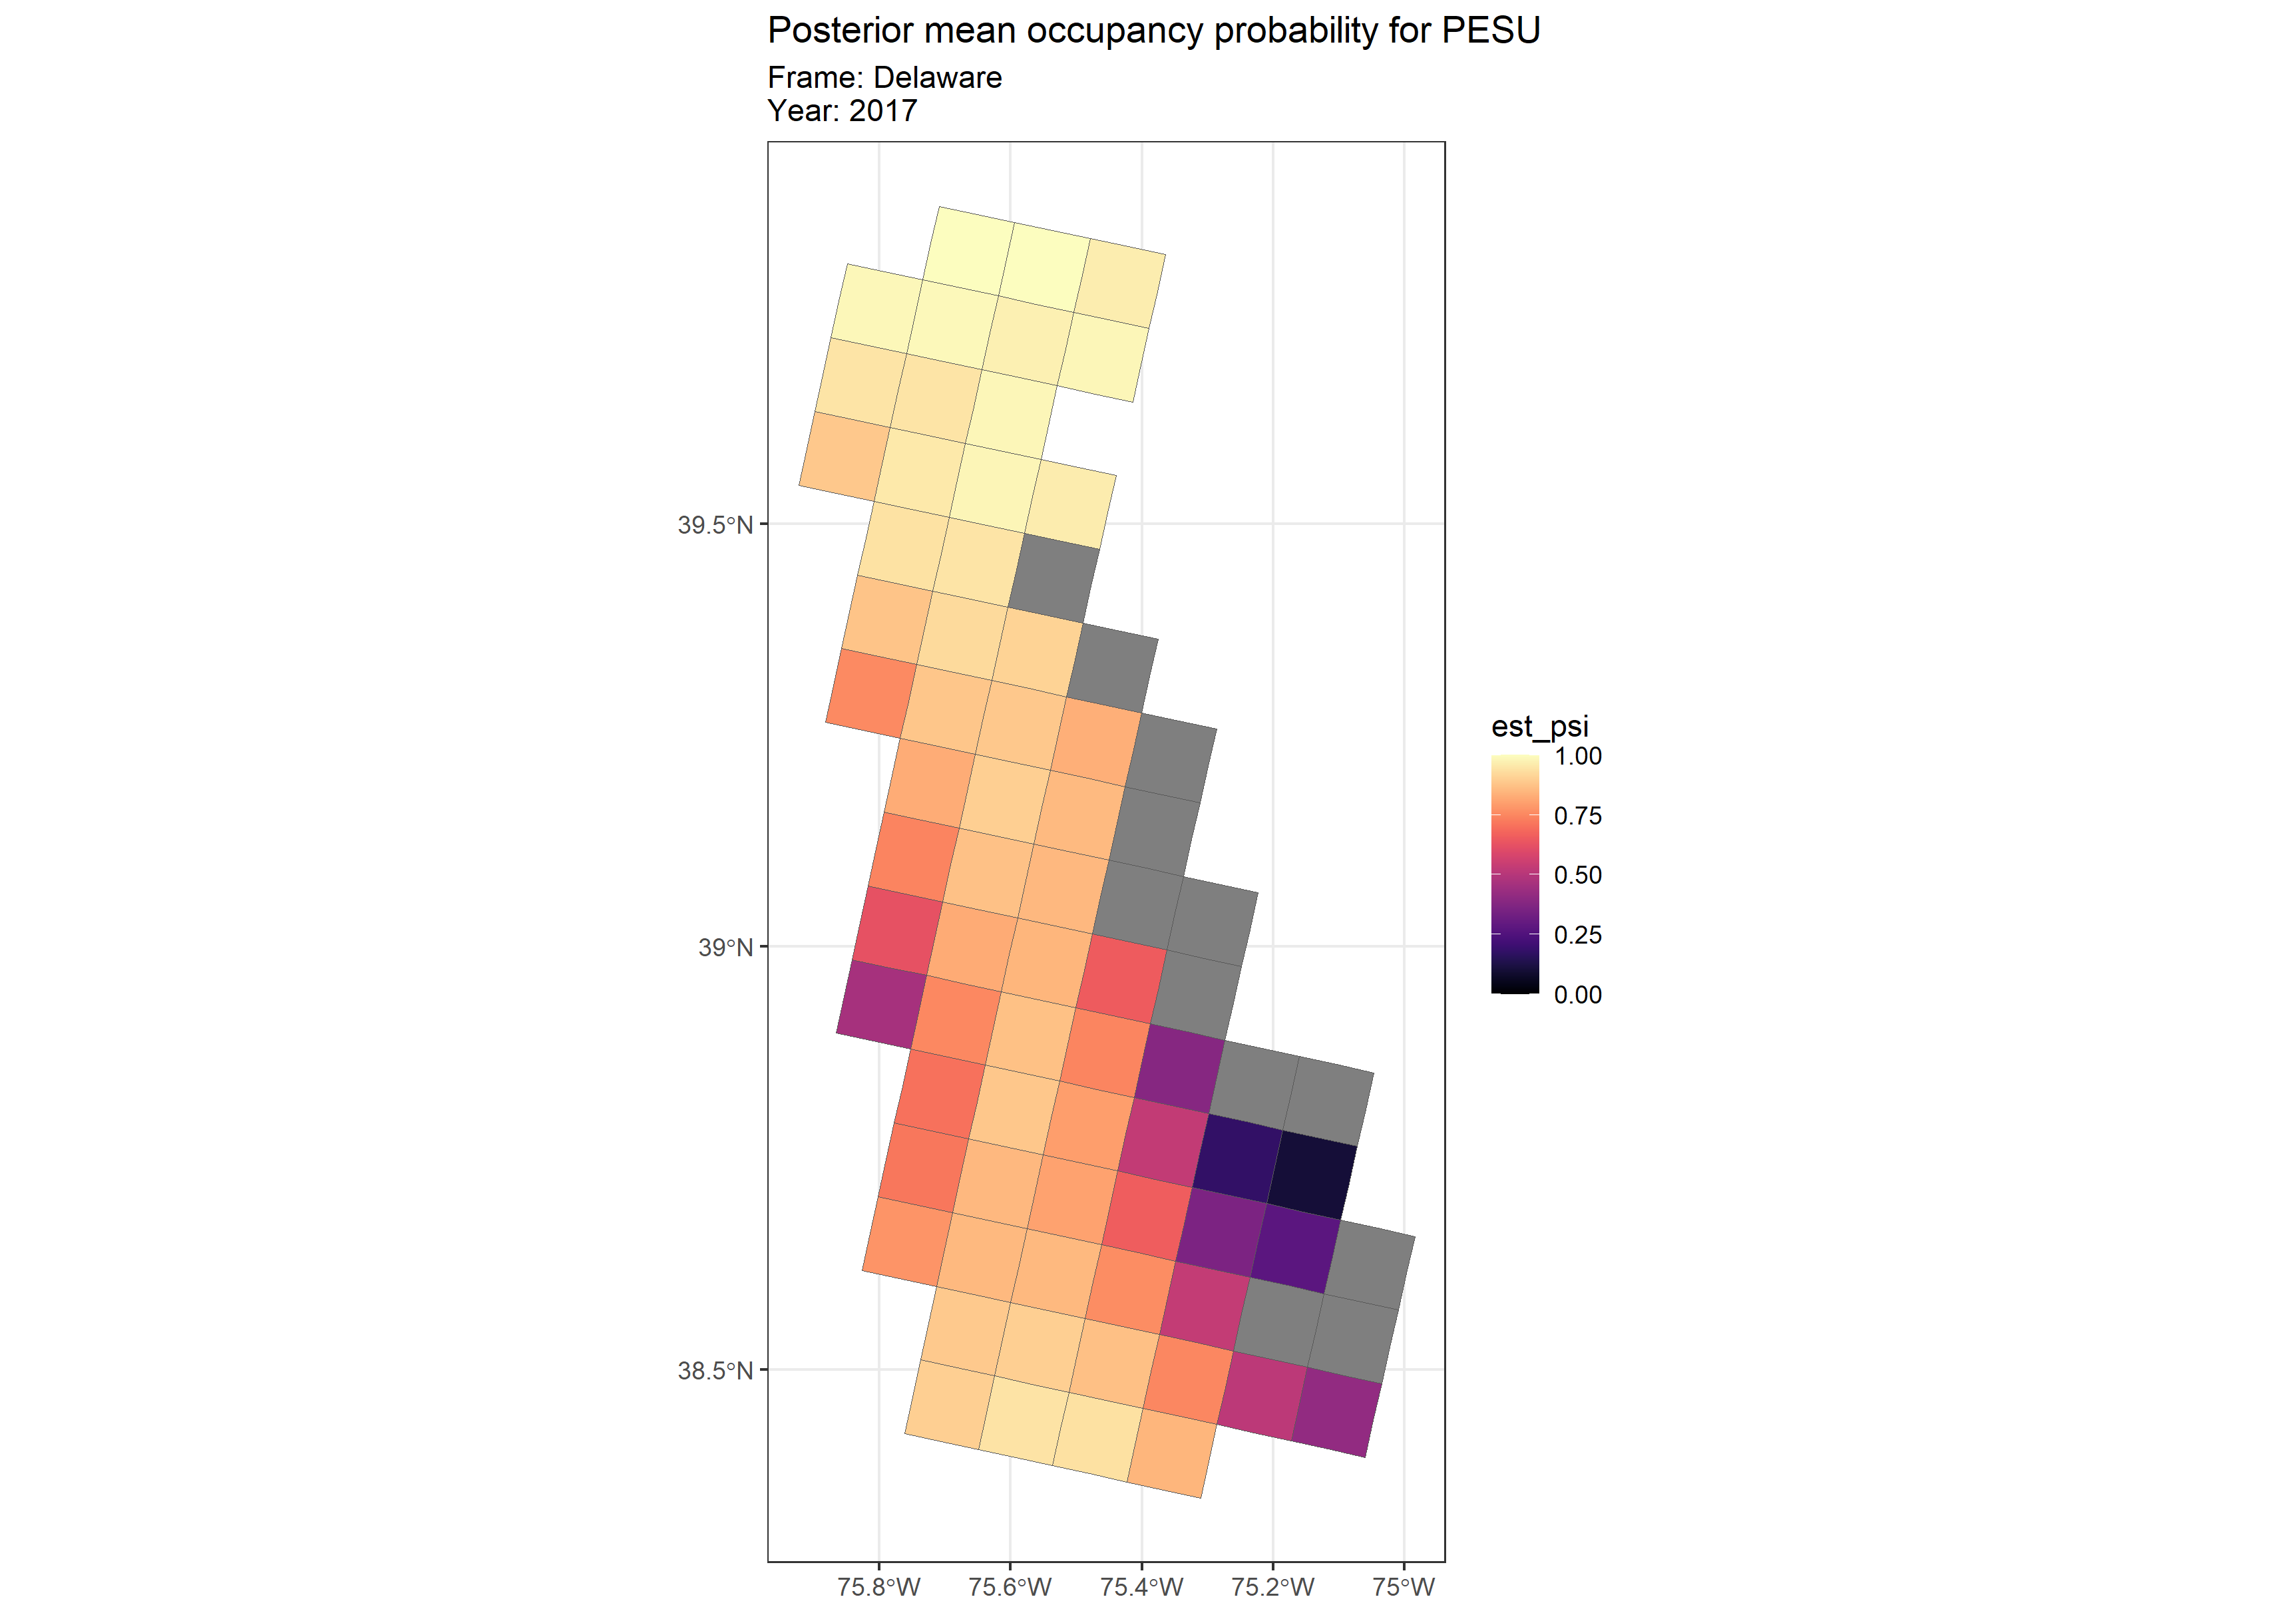 Posterior mean occupancy probability for PESU
Frame: Delaware
Year: 2017
39.5°N
39°N
38.5°N
75.8°W
75.6°W
75.4°W
75.2°W
75°W
est_psi
1.00
0.75
0.50
0.25
0.00